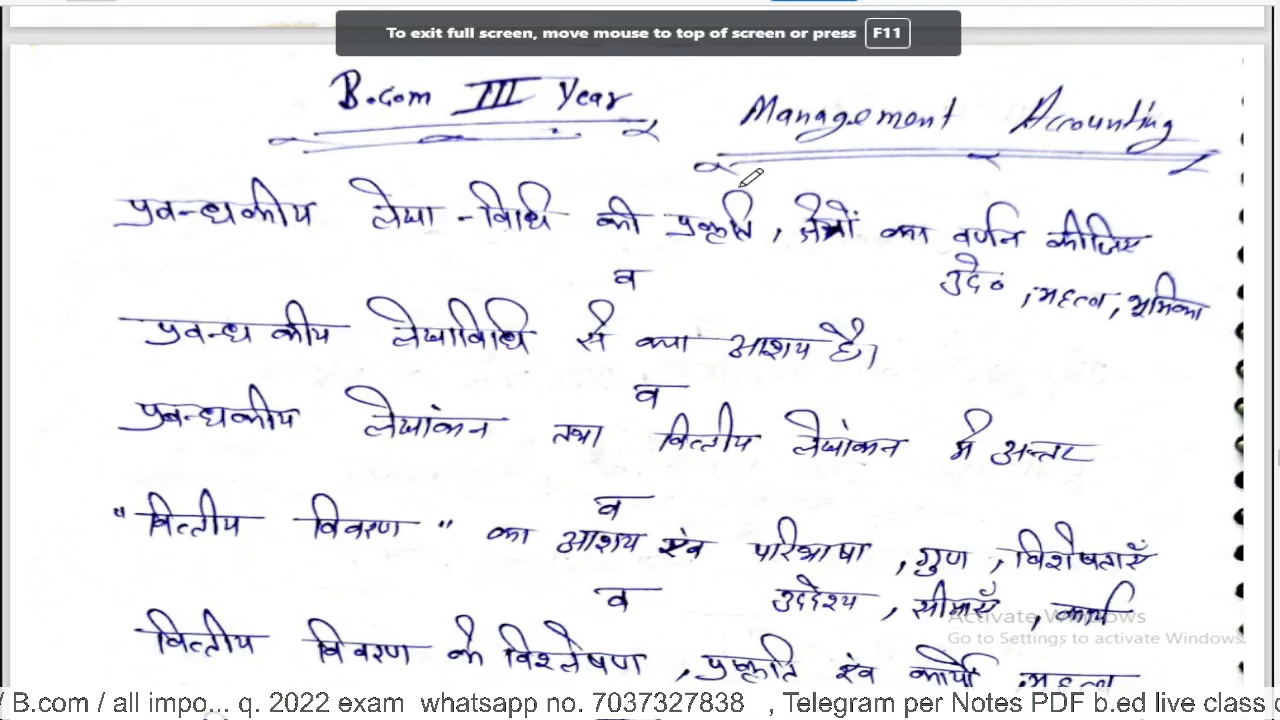 To exit full screen, move mouse to top of screen or press F11
B.com III Year
Management Accounting
प्रबन्धकीय लेखा-विधि की प्रकृति, क्षेत्रों का वर्णन कीजिए
व
उद्दे०, महत्व, भूमिका
प्रबन्धकीय लेखाविधि से क्या आशय है।
व
प्रबन्धकीय लेखांकन तथा वित्तीय लेखांकन में अन्तर
व
"वित्तीय विवरण" का आशय एंव परिभाषा, गुण, विशेषताएँ
व
उद्देश्य, सीमाएँ, कार्य
Activate Windows
Go to Settings to activate Windows.
वित्तीय विवरण के विश्लेषण, प्रकृति एंव कार्यो महत्व
/ B.com / all impo... q. 2022 exam whatsapp no. 7037327838 , Telegram per Notes PDF b.ed live class